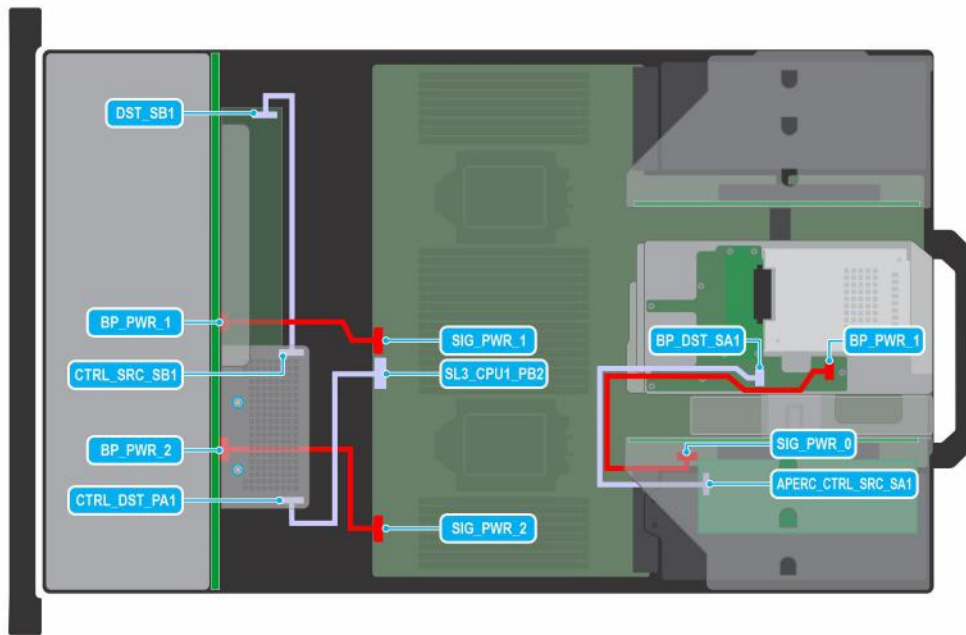 DST_SB1
BP_PWR_1
SIG_PWR_1
BP_DST_SA1
BP_PWR_1
CTRL_SRC_SB1
SL3_CPU1_PB2
BP_PWR_2
SIG_PWR_0
CTRL_DST_PA1
APERC_CTRL_SRC_SA1
SIG_PWR_2